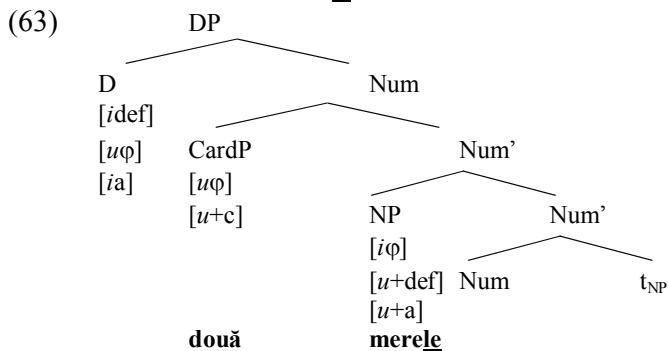 (63) DP
D Num
[idef]
[uφ] CardP Num’
[ia] [uφ]
[u+c] NP Num’
[iφ]
[u+def] Num tNP
[u+a]
două merele